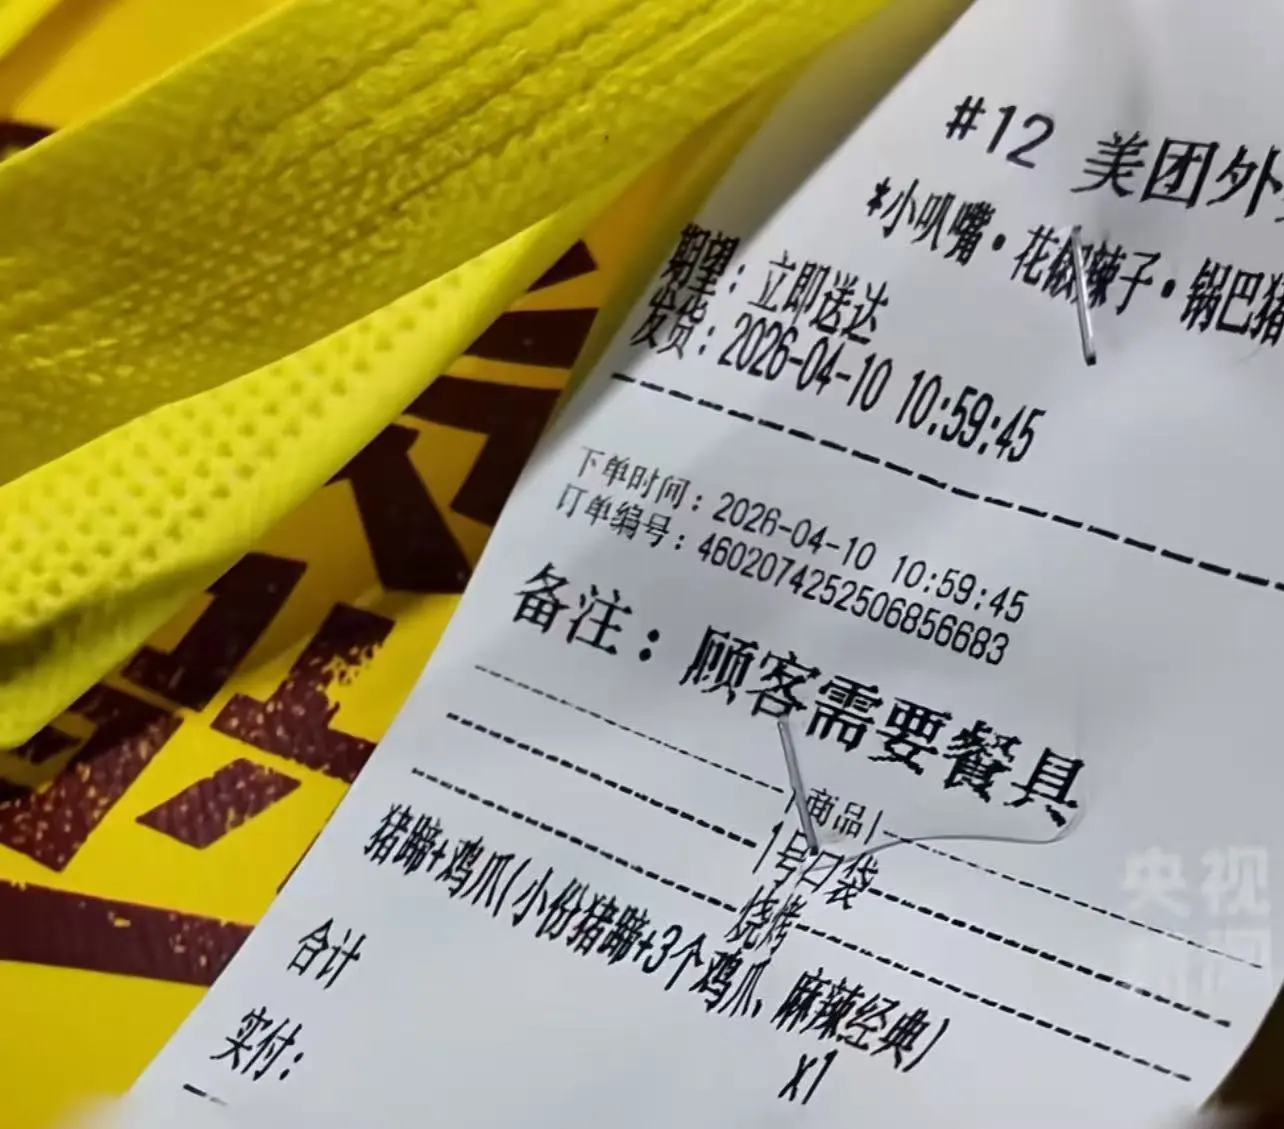 #12 美团外
*小叭嘴·花椒辣子·锅巴猪
期望：立即送达
发货：2026-04-10 10:59:45
下单时间：2026-04-10 10:59:45
订单编号：4602074252506856683
备注：顾客需要餐具
商品
1号口袋
烧烤
猪蹄+鸡爪(小份猪蹄+3个鸡爪、麻辣经典)
x1
合计
实付：
央视
新闻